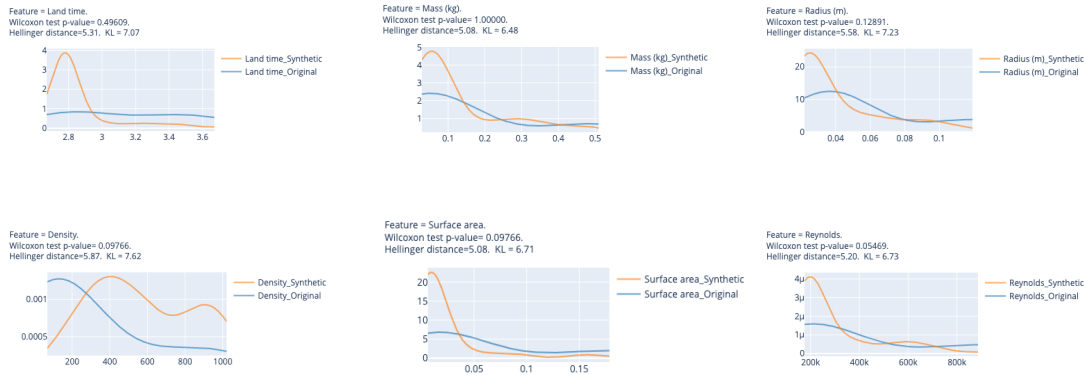 Feature = Land time.
Wilcoxon test p-value= 0.49609.
Hellinger distance=5.31. KL = 7.07
4
3
2
1
0
2.8 3 3.2 3.4 3.6
Land time_Synthetic
Land time_Original
Feature = Mass (kg).
Wilcoxon test p-value= 1.00000.
Hellinger distance=5.08. KL = 6.48
5
4
3
2
1
0.1 0.2 0.3 0.4 0.5
Mass (kg)_Synthetic
Mass (kg)_Original
Feature = Radius (m).
Wilcoxon test p-value= 0.12891.
Hellinger distance=5.58. KL = 7.23
20
10
0
0.04 0.06 0.08 0.1
Radius (m)_Synthetic
Radius (m)_Original
Feature = Density.
Wilcoxon test p-value= 0.09766.
Hellinger distance=5.87. KL = 7.62
0.001
0.0005
200 400 600 800 1000
Density_Synthetic
Density_Original
Feature = Surface area.
Wilcoxon test p-value= 0.09766.
Hellinger distance=5.08. KL = 6.71
20
15
10
5
0
0.05 0.1 0.15
Surface area_Synthetic
Surface area_Original
Feature = Reynolds.
Wilcoxon test p-value= 0.05469.
Hellinger distance=5.20. KL = 6.73
4μ
3μ
2μ
1μ
0
200k 400k 600k 800k
Reynolds_Synthetic
Reynolds_Original